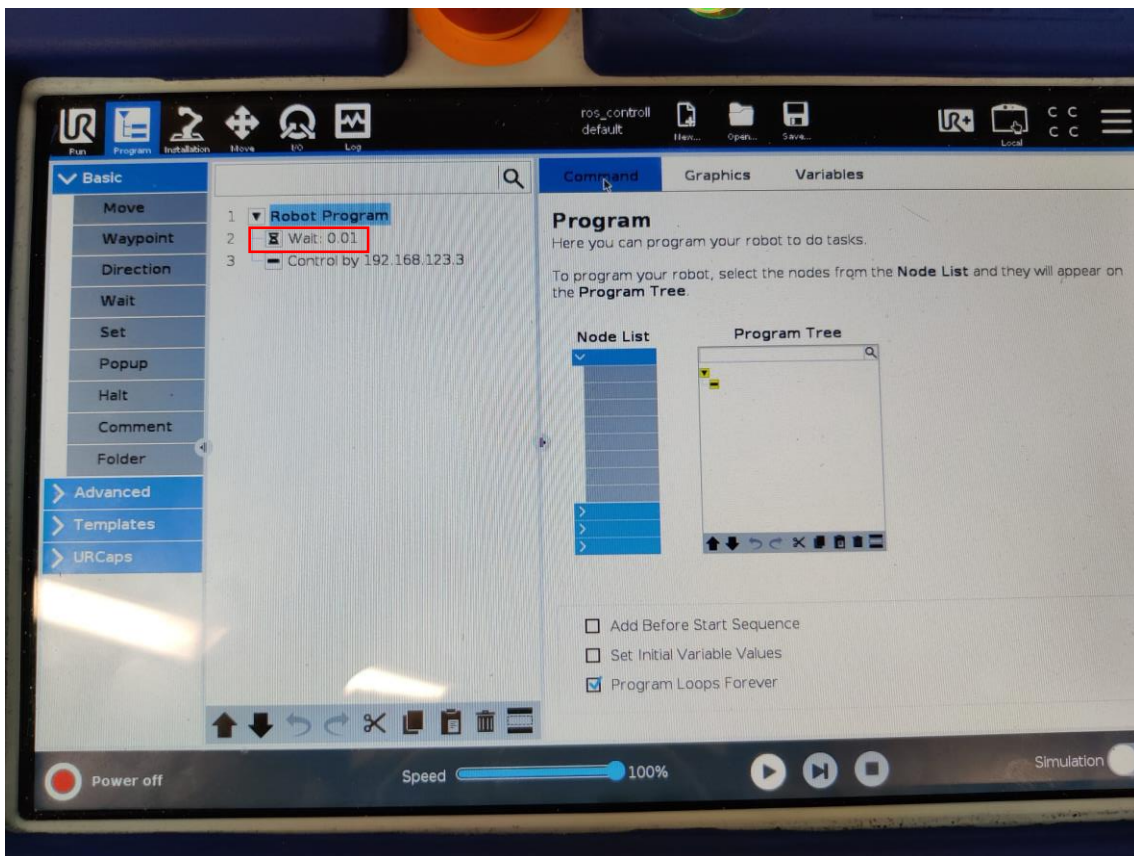 ros_controll
default
UR
UR+
C C
C C
Run
Program
Installation
Move
I/O
Log
New...
Open...
Save...
Local
Basic
Move
Waypoint
Direction
Wait
Set
Popup
Halt
Comment
Folder
Advanced
Templates
URCaps
1 Robot Program
2 Wait: 0.01
3 Control by 192.168.123.3
Command
Graphics
Variables
Program
Here you can program your robot to do tasks.
To program your robot, select the nodes from the Node List and they will appear on
the Program Tree.
Node List
Program Tree
Add Before Start Sequence
Set Initial Variable Values
Program Loops Forever
Power off
Speed
100%
Simulation